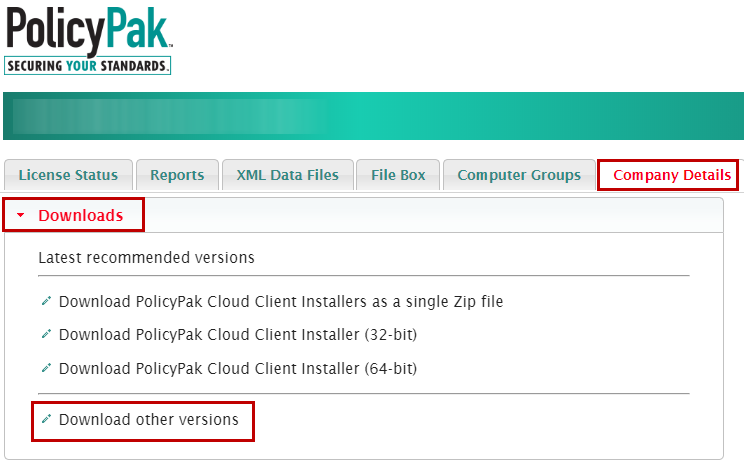 PolicyPak™
SECURING YOUR STANDARDS.
License Status Reports XML Data Files File Box Computer Groups Company Details
Downloads
Latest recommended versions
Download PolicyPak Cloud Client Installers as a single Zip file
Download PolicyPak Cloud Client Installer (32-bit)
Download PolicyPak Cloud Client Installer (64-bit)
Download other versions